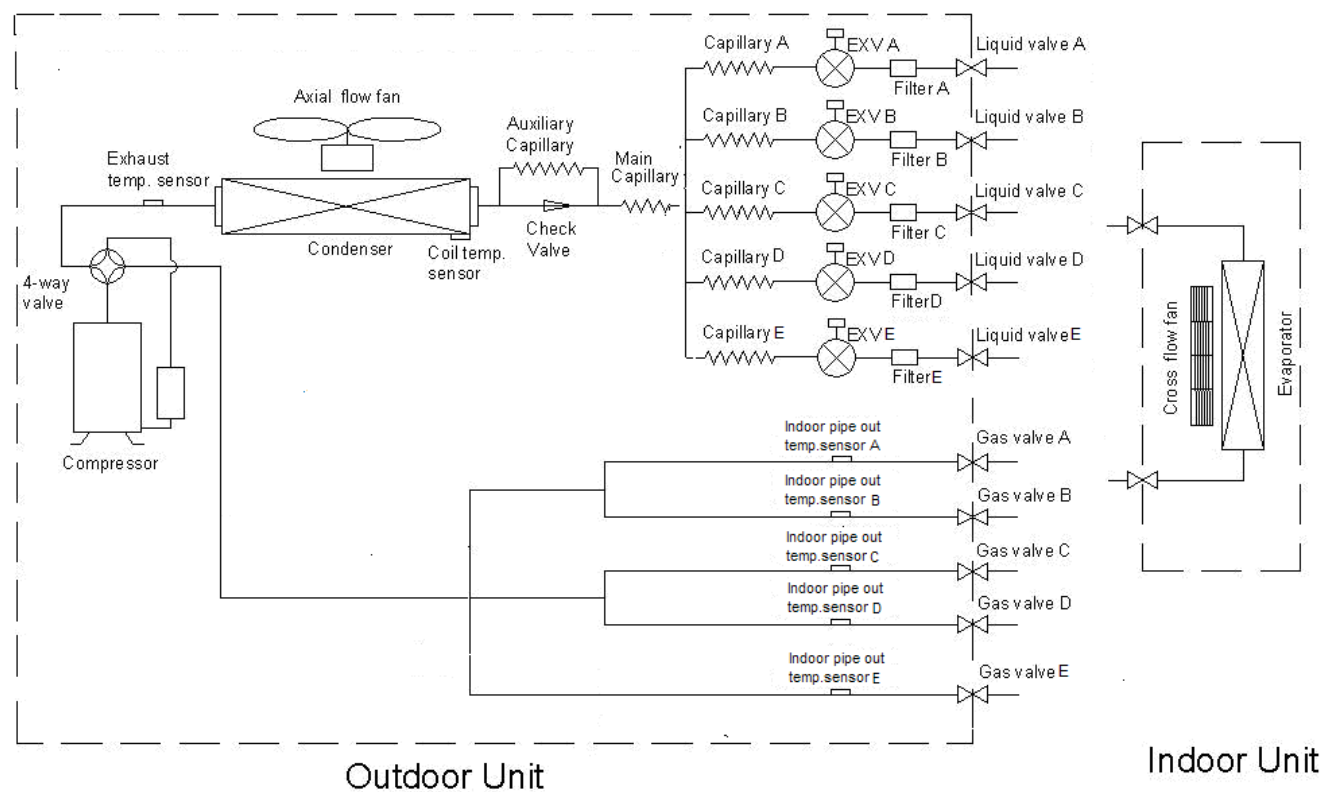 Capillary A
EXV A
Liquid valve A
Filter A
Axial flow fan
Capillary B
EXV B
Liquid valve B
Filter B
Auxiliary
Capillary
Exhaust
temp. sensor
Main
Capillary
Capillary C
EXV C
Liquid valve C
Filter C
Condenser
Coil temp.
sensor
Check
Valve
Capillary D
EXV D
Liquid valve D
Filter D
4-way
valve
Capillary E
EXV E
Liquid valve E
Filter E
Cross flow fan
Evaporator
Compressor
Indoor pipe out
temp.sensor A
Gas valve A
Indoor pipe out
temp.sensor B
Gas valve B
Indoor pipe out
temp.sensor C
Gas valve C
Indoor pipe out
temp.sensor D
Gas valve D
Indoor pipe out
temp.sensor E
Gas valve E
Outdoor Unit
Indoor Unit